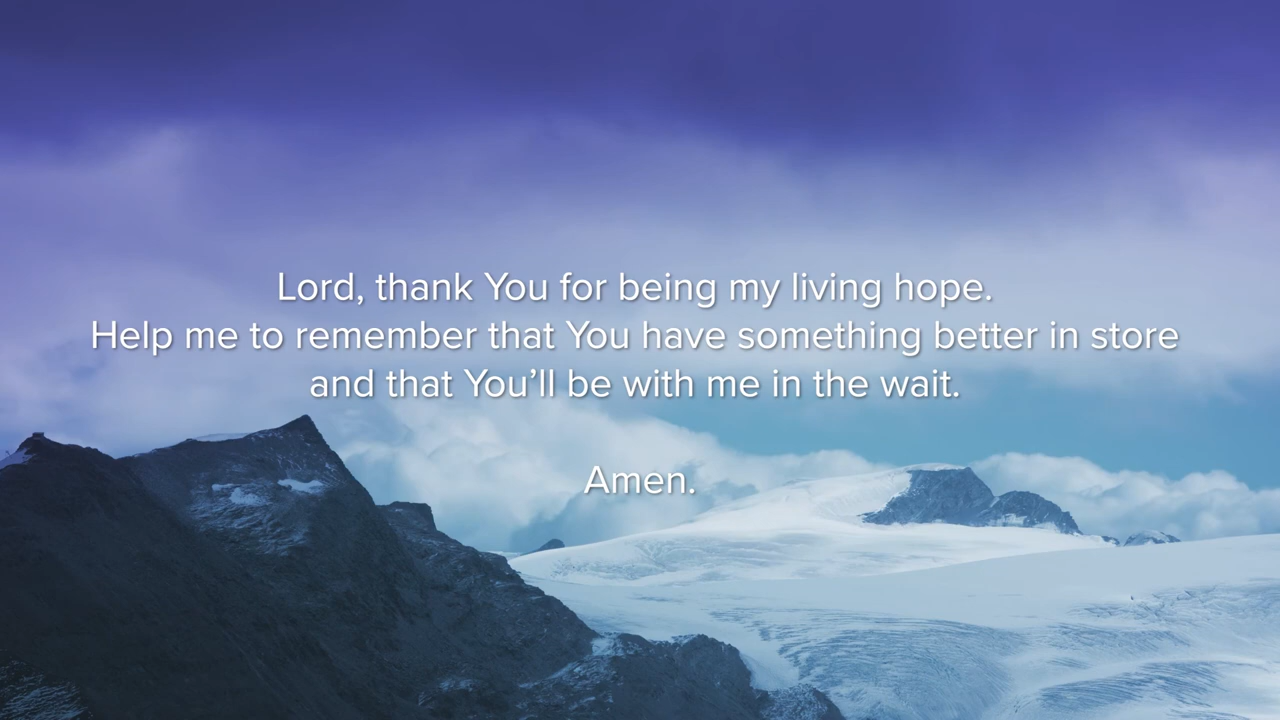 Lord, thank You for being my living hope.
Help me to remember that You have something better in store
and that You’ll be with me in the wait.
Amen.